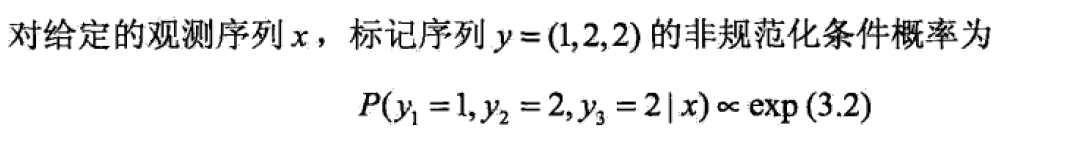 对给定的观测序列 x，标记序列 y = (1,2,2) 的非规范化条件概率为
P(y₁ = 1, y₂ = 2, y₃ = 2 | x) ∝ exp (3.2)